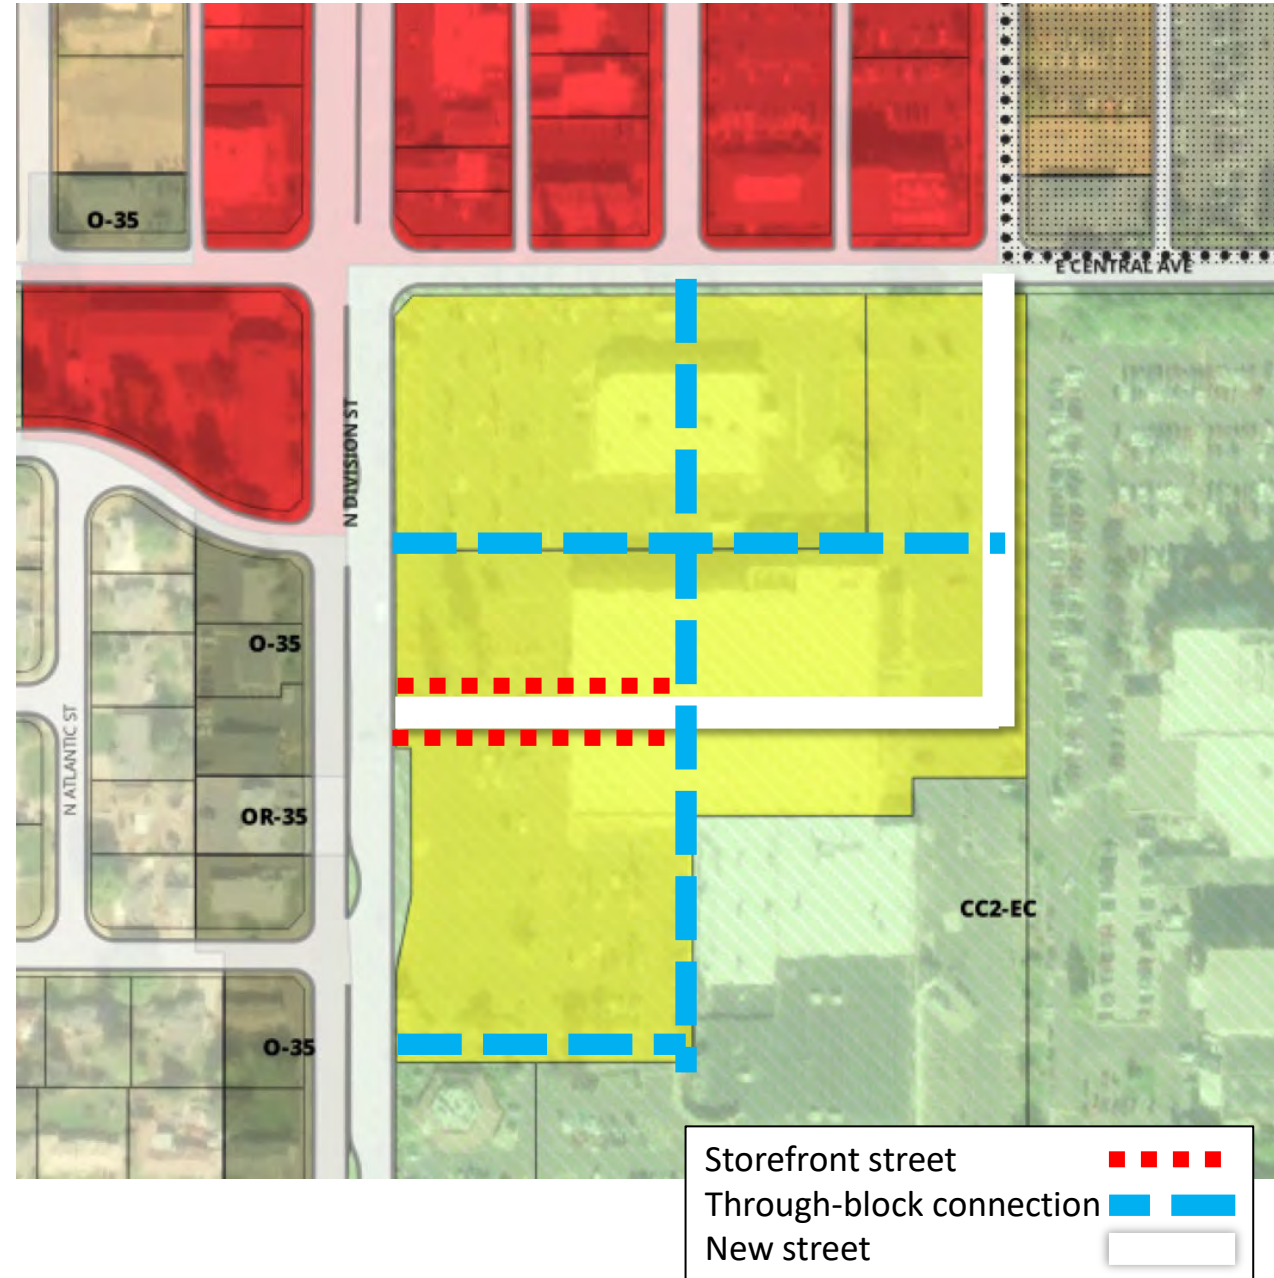 O-35
E CENTRAL AVE
N DIVISION ST
O-35
N ATLANTIC ST
OR-35
CC2-EC
O-35
Storefront street
Through-block connection
New street